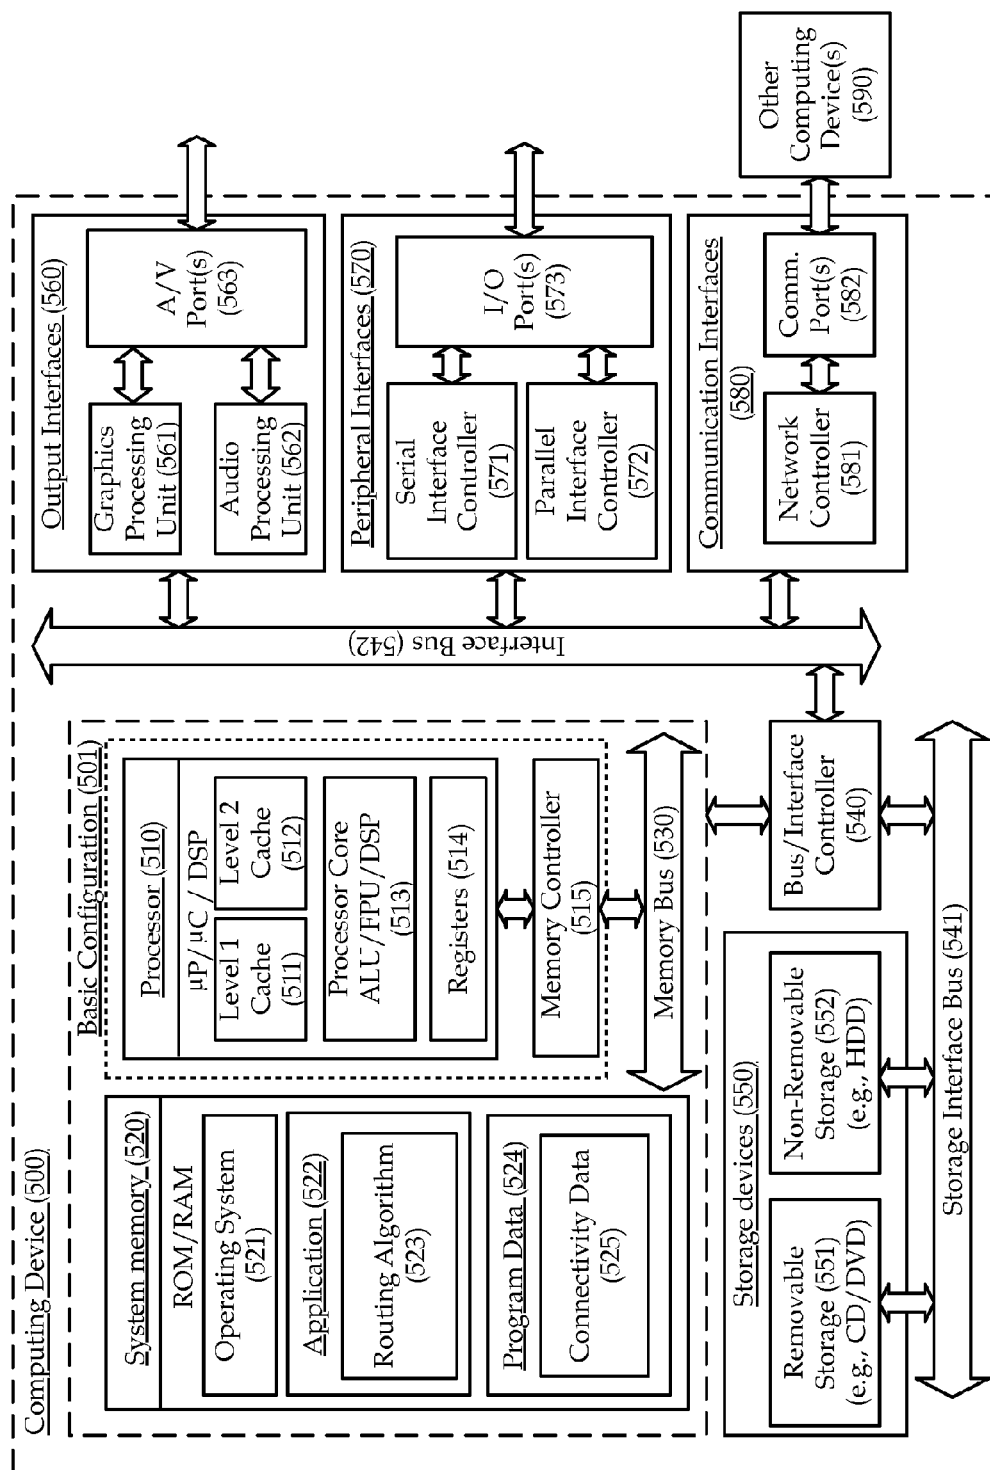 Computing Device (500)
Basic Configuration (501)
System memory (520)
ROM/RAM
Operating System
(521)
Application (522)
Routing Algorithm
(523)
Program Data (524)
Connectivity Data
(525)
Processor (510)
µP/µC / DSP
Level 1
Cache
(511)
Level 2
Cache
(512)
Processor Core
ALU/FPU/DSP
(513)
Registers (514)
Memory Controller
(515)
Memory Bus (530)
Storage devices (550)
Removable
Storage (551)
(e.g., CD/DVD)
Non-Removable
Storage (552)
(e.g., HDD)
Bus/Interface
Controller
(540)
Storage Interface Bus (541)
Interface Bus (542)
Output Interfaces (560)
Graphics
Processing
Unit (561)
Audio
Processing
Unit (562)
A/V
Port(s)
(563)
Peripheral Interfaces (570)
Serial
Interface
Controller
(571)
Parallel
Interface
Controller
(572)
I/O
Port(s)
(573)
Communication Interfaces
(580)
Network
Controller
(581)
Comm.
Port(s)
(582)
Other
Computing
Device(s)
(590)